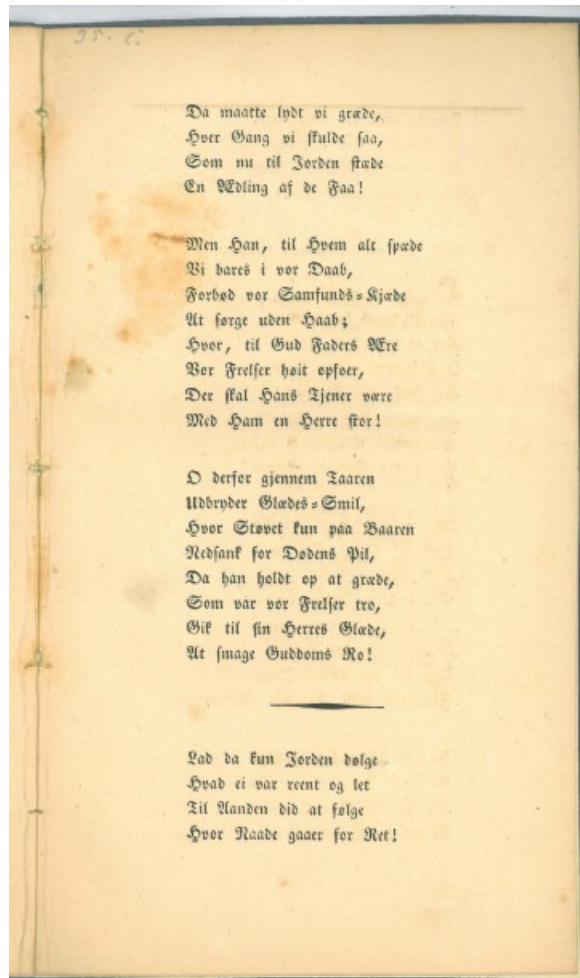 35. c.
Da maatte lydt vi græde,
Hver Gang vi skulde saa,
Som nu til Jorden stæde
En Ædling af de Faa!
Men Han, til Hvem alt spæde
Vi bares i vor Daab,
Forbød vor Samfunds-Kjæde
At sørge uden Haab;
Hvor, til Gud Faders Ære
Vor Frelser høit opfoer,
Der skal Hans Tjener være
Med Ham en Herre stor!
O derfor gjennem Taaren
Udbryder Glædes-Smil,
Hvor Støvet kun paa Baaren
Nedsank for Dødens Pil,
Da han holdt op at græde,
Som var vor Frelser tro,
Gik til sin Herres Glæde,
At smage Guddoms Ro!
Lad da kun Jorden dølge
Hvad ei var reent og let
Til Aanden did at følge
Hvor Naade gaaer for Ret!